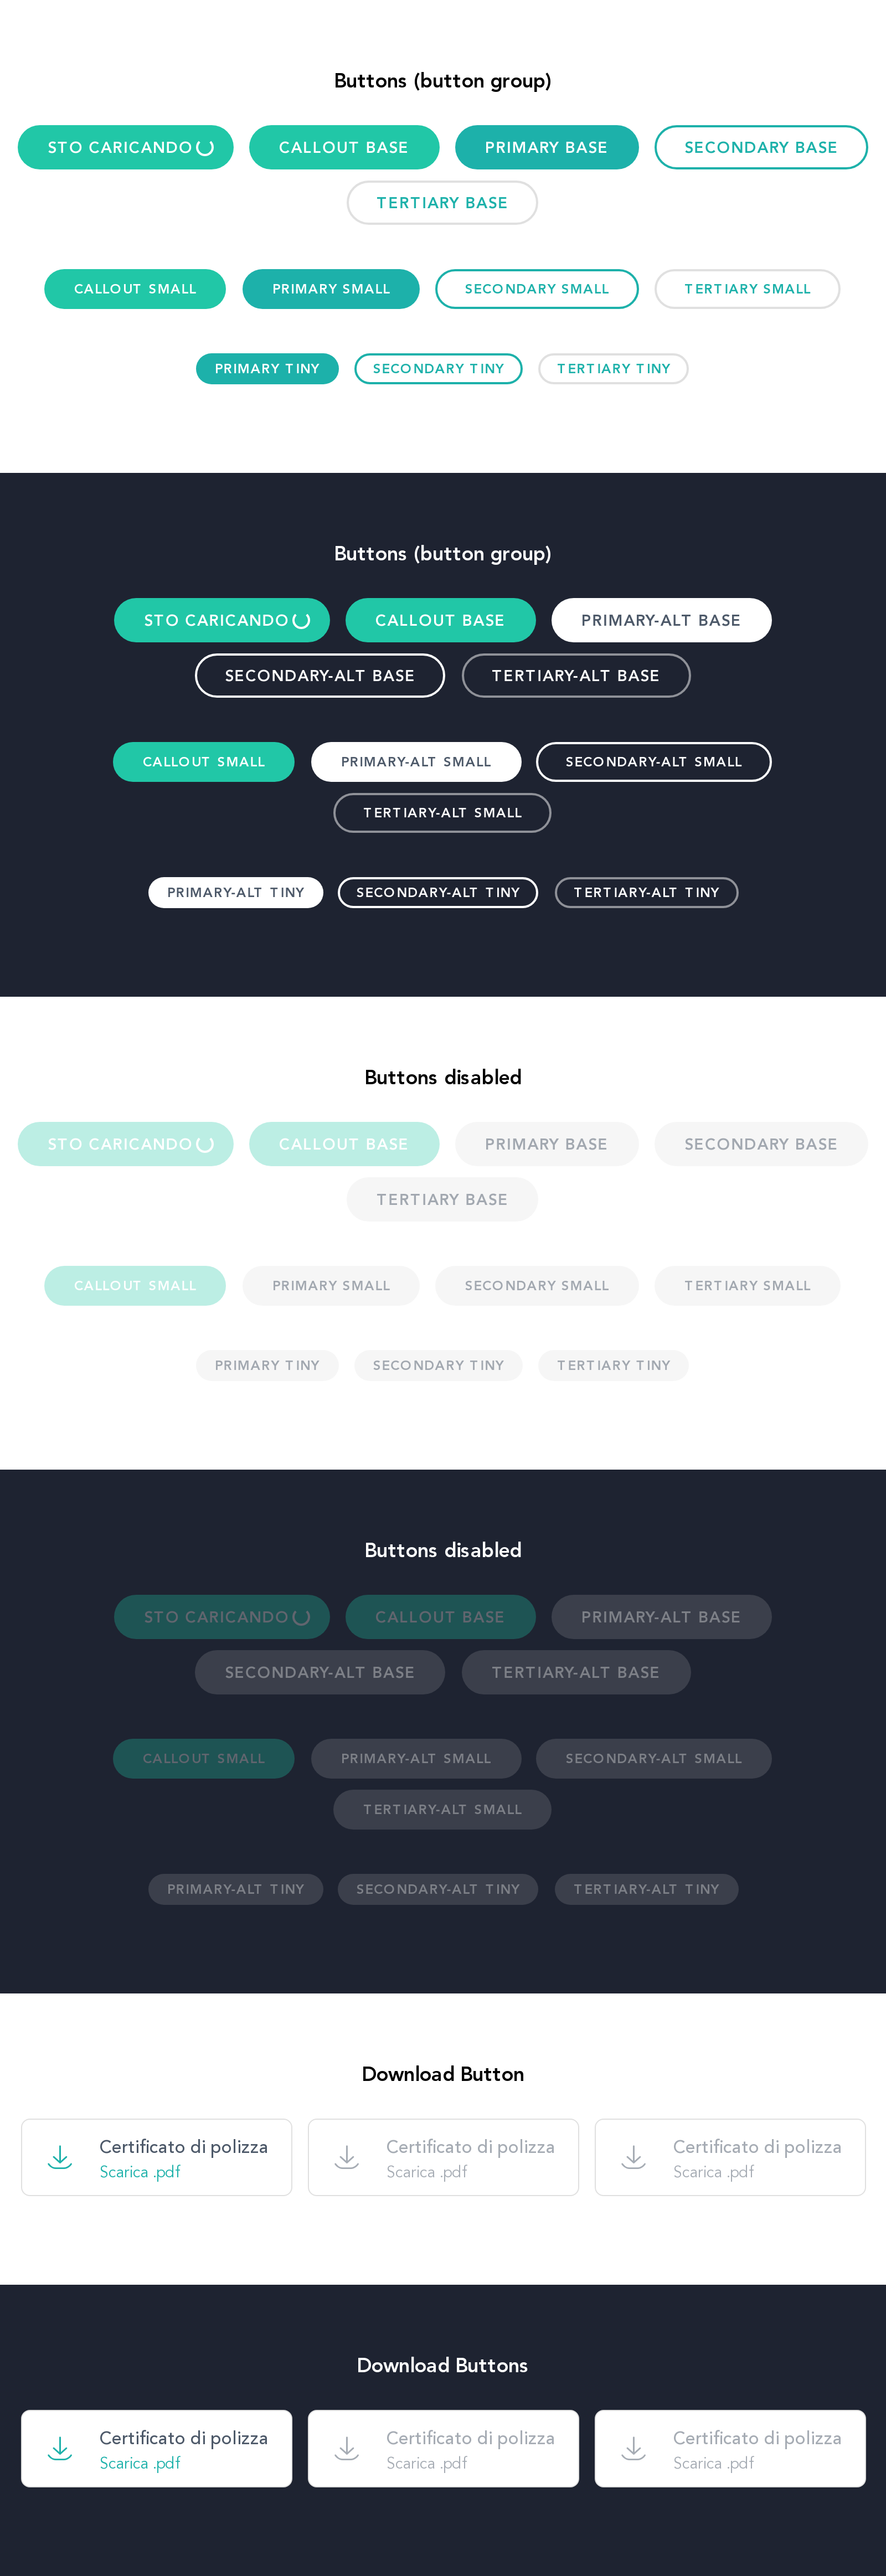 Buttons (button group)
STO CARICANDO CALLOUT BASE PRIMARY BASE SECONDARY BASE
TERTIARY BASE
CALLOUT SMALL PRIMARY SMALL SECONDARY SMALL TERTIARY SMALL
PRIMARY TINY SECONDARY TINY TERTIARY TINY
Buttons (button group)
STO CARICANDO CALLOUT BASE PRIMARY-ALT BASE
SECONDARY-ALT BASE TERTIARY-ALT BASE
CALLOUT SMALL PRIMARY-ALT SMALL SECONDARY-ALT SMALL
TERTIARY-ALT SMALL
PRIMARY-ALT TINY SECONDARY-ALT TINY TERTIARY-ALT TINY
Buttons disabled
STO CARICANDO CALLOUT BASE PRIMARY BASE SECONDARY BASE
TERTIARY BASE
CALLOUT SMALL PRIMARY SMALL SECONDARY SMALL TERTIARY SMALL
PRIMARY TINY SECONDARY TINY TERTIARY TINY
Buttons disabled
STO CARICANDO CALLOUT BASE PRIMARY-ALT BASE
SECONDARY-ALT BASE TERTIARY-ALT BASE
CALLOUT SMALL PRIMARY-ALT SMALL SECONDARY-ALT SMALL
TERTIARY-ALT SMALL
PRIMARY-ALT TINY SECONDARY-ALT TINY TERTIARY-ALT TINY
Download Button
Certificato di polizza Certificato di polizza Certificato di polizza
Scarica .pdf Scarica .pdf Scarica .pdf
Download Buttons
Certificato di polizza Certificato di polizza Certificato di polizza
Scarica .pdf Scarica .pdf Scarica .pdf